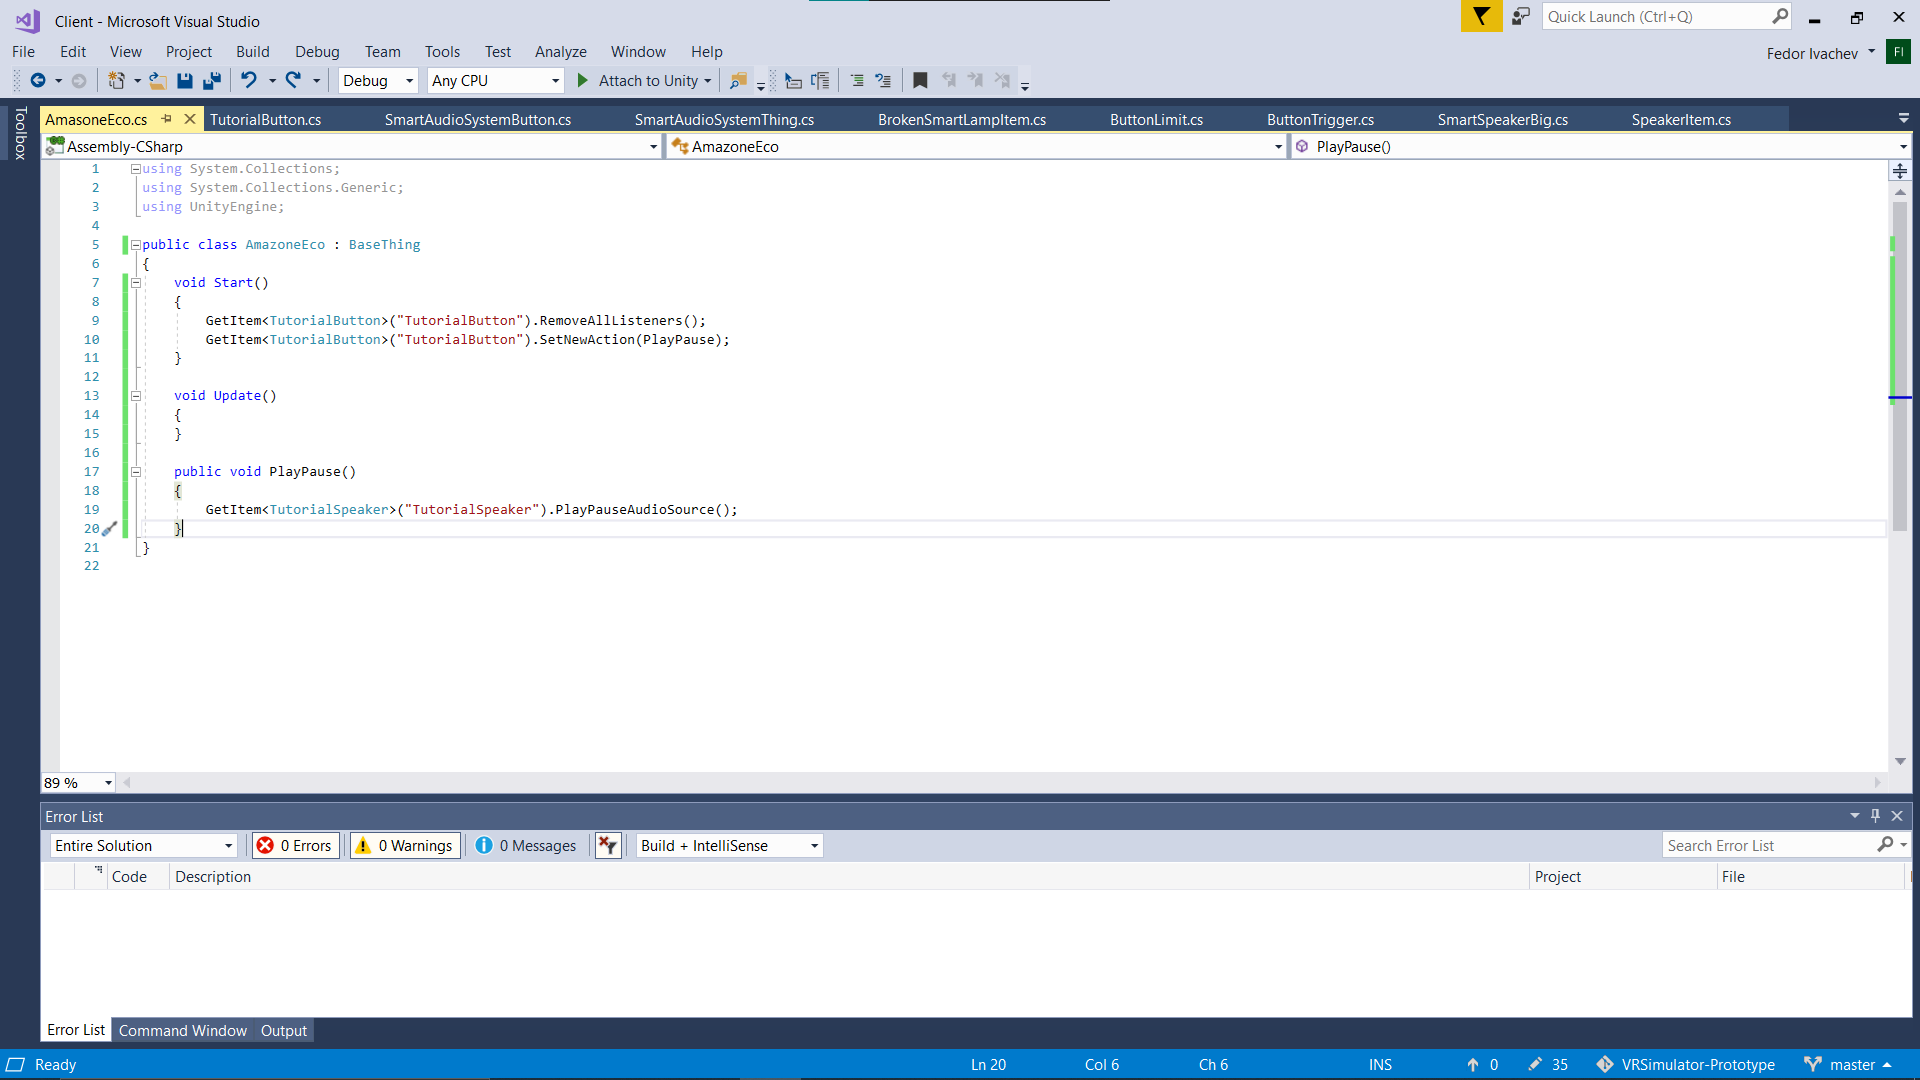 Client - Microsoft Visual Studio
Quick Launch (Ctrl+Q)
File Edit View Project Build Debug Team Tools Test Analyze Window Help
Fedor Ivachev FI
Debug Any CPU Attach to Unity
Toolbox
AmasoneEco.cs TutorialButton.cs SmartAudioSystemButton.cs SmartAudioSystemThing.cs BrokenSmartLampItem.cs ButtonLimit.cs ButtonTrigger.cs SmartSpeakerBig.cs SpeakerItem.cs
Assembly-CSharp AmazoneEco PlayPause()
1 using System.Collections;
2 using System.Collections.Generic;
3 using UnityEngine;
4
5 public class AmazoneEco : BaseThing
6 {
7 void Start()
8 {
9 GetItem<TutorialButton>("TutorialButton").RemoveAllListeners();
10 GetItem<TutorialButton>("TutorialButton").SetNewAction(PlayPause);
11 }
12
13 void Update()
14 {
15 }
16
17 public void PlayPause()
18 {
19 GetItem<TutorialSpeaker>("TutorialSpeaker").PlayPauseAudioSource();
20 }
21 }
22
89 %
Error List
Entire Solution 0 Errors 0 Warnings 0 Messages Build + IntelliSense Search Error List
Code Description Project File
Error List Command Window Output
Ready Ln 20 Col 6 Ch 6 INS 0 35 VRSimulator-Prototype master